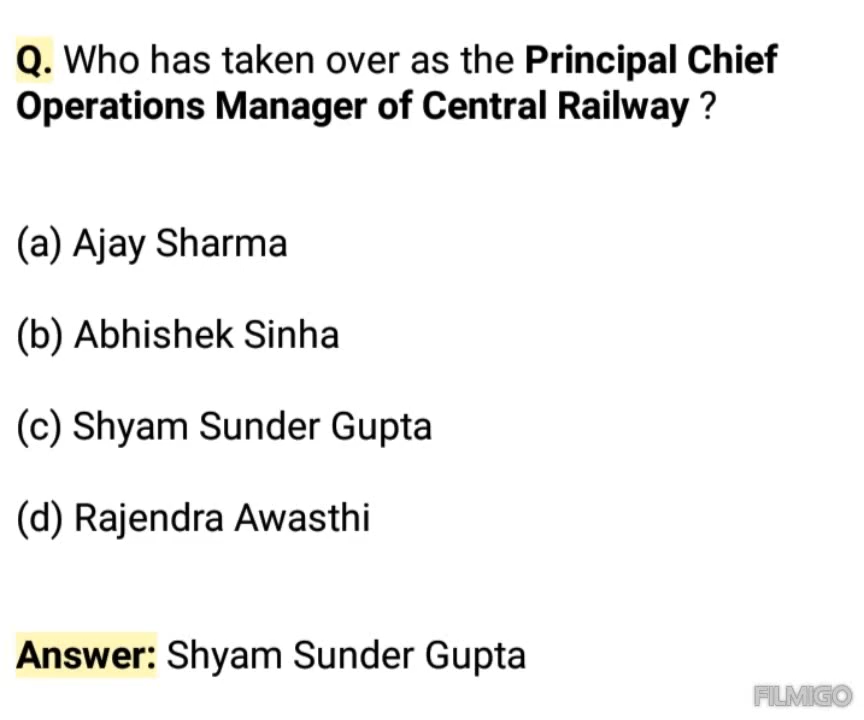 Q. Who has taken over as the Principal Chief
Operations Manager of Central Railway ?
(a) Ajay Sharma
(b) Abhishek Sinha
(c) Shyam Sunder Gupta
(d) Rajendra Awasthi
Answer: Shyam Sunder Gupta
FILMIGO